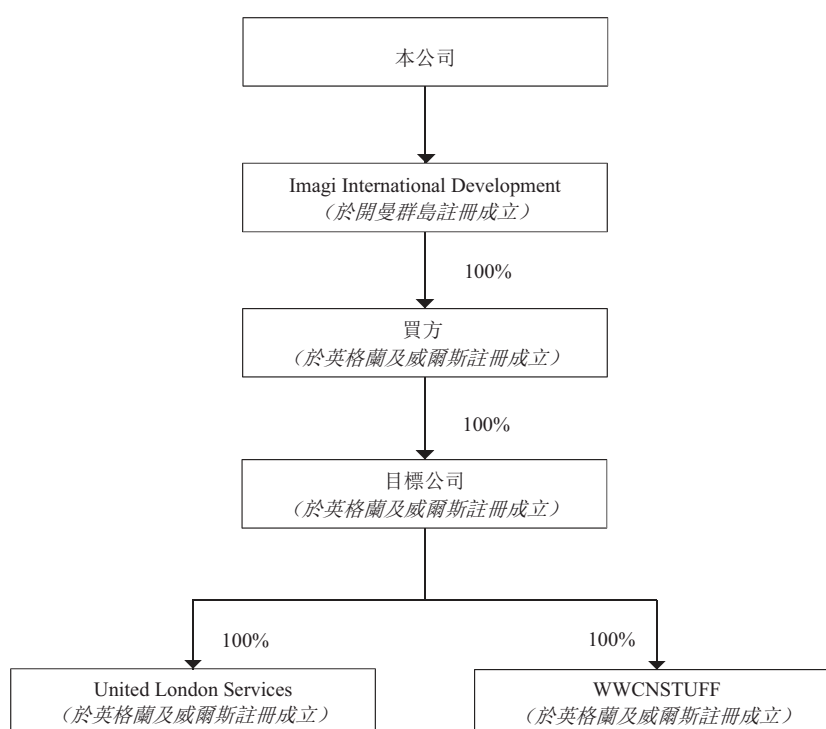 本公司
Imagi International Development
（於開曼群島註冊成立）
100%
買方
（於英格蘭及威爾斯註冊成立）
100%
目標公司
（於英格蘭及威爾斯註冊成立）
100%
100%
United London Services
（於英格蘭及威爾斯註冊成立）
WWCNSTUFF
（於英格蘭及威爾斯註冊成立）